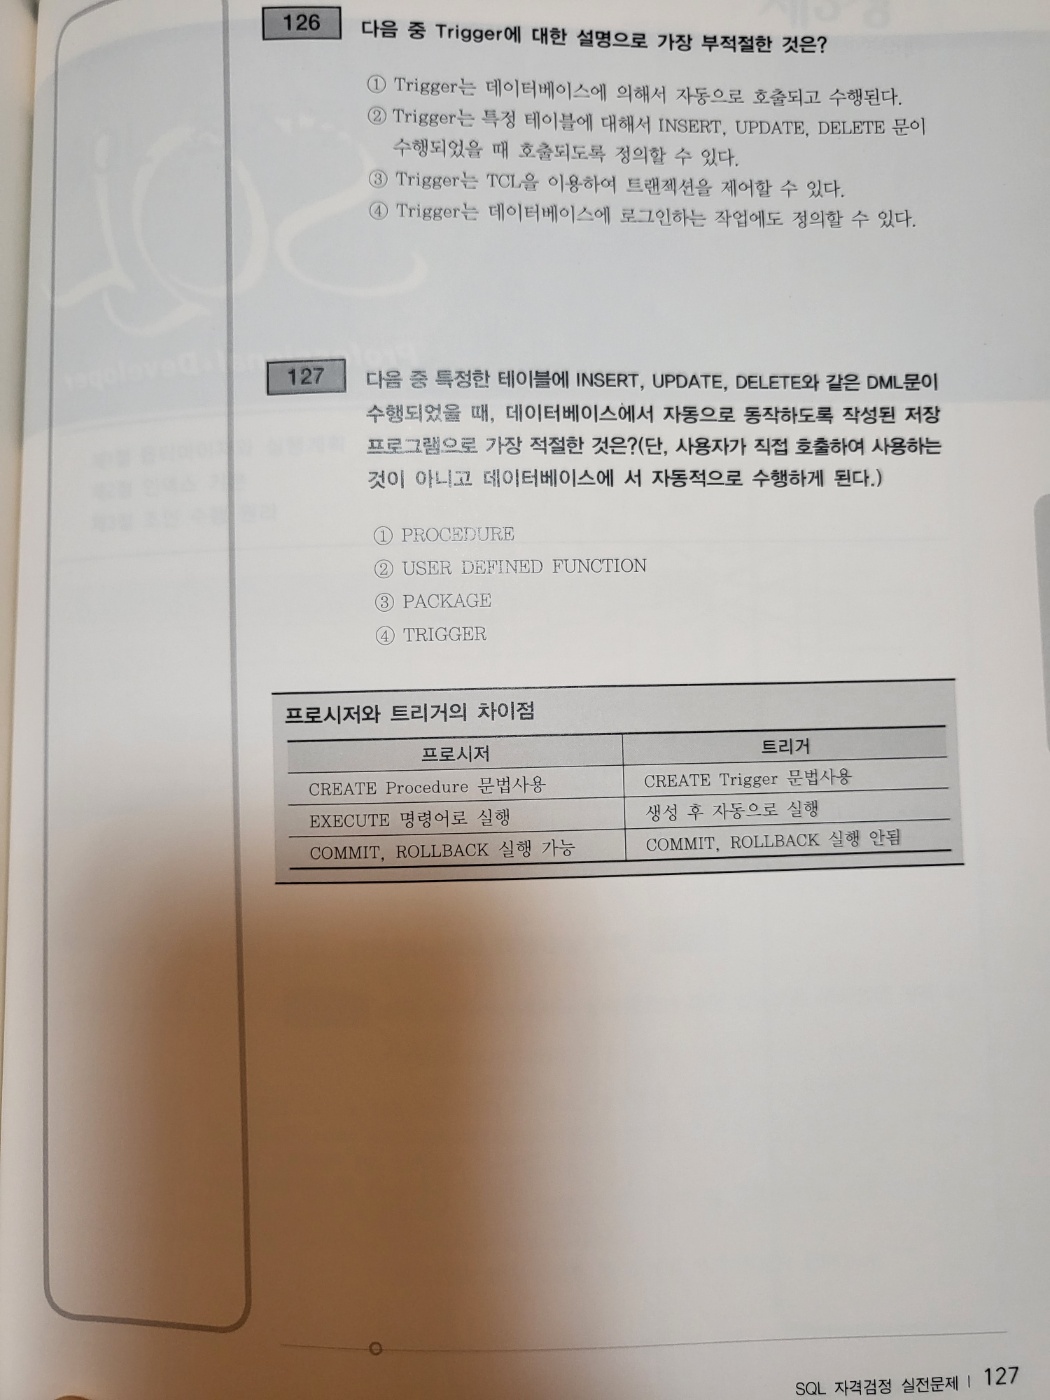 126
다음 중 Trigger에 대한 설명으로 가장 부적절한 것은?
① Trigger는 데이터베이스에 의해서 자동으로 호출되고 수행된다.
② Trigger는 특정 테이블에 대해서 INSERT, UPDATE, DELETE 문이
수행되었을 때 호출되도록 정의할 수 있다.
③ Trigger는 TCL을 이용하여 트랜잭션을 제어할 수 있다.
④ Trigger는 데이터베이스에 로그인하는 작업에도 정의할 수 있다.
127
다음 중 특정한 테이블에 INSERT, UPDATE, DELETE와 같은 DML문이
수행되었을 때, 데이터베이스에서 자동으로 동작하도록 작성된 저장
프로그램으로 가장 적절한 것은?(단, 사용자가 직접 호출하여 사용하는
것이 아니고 데이터베이스에 서 자동적으로 수행하게 된다.)
① PROCEDURE
② USER DEFINED FUNCTION
③ PACKAGE
④ TRIGGER
프로시저와 트리거의 차이점
프로시저 트리거
CREATE Procedure 문법사용 CREATE Trigger 문법사용
EXECUTE 명령어로 실행 생성 후 자동으로 실행
COMMIT, ROLLBACK 실행 가능 COMMIT, ROLLBACK 실행 안됨
SQL 자격검정 실전문제 | 127